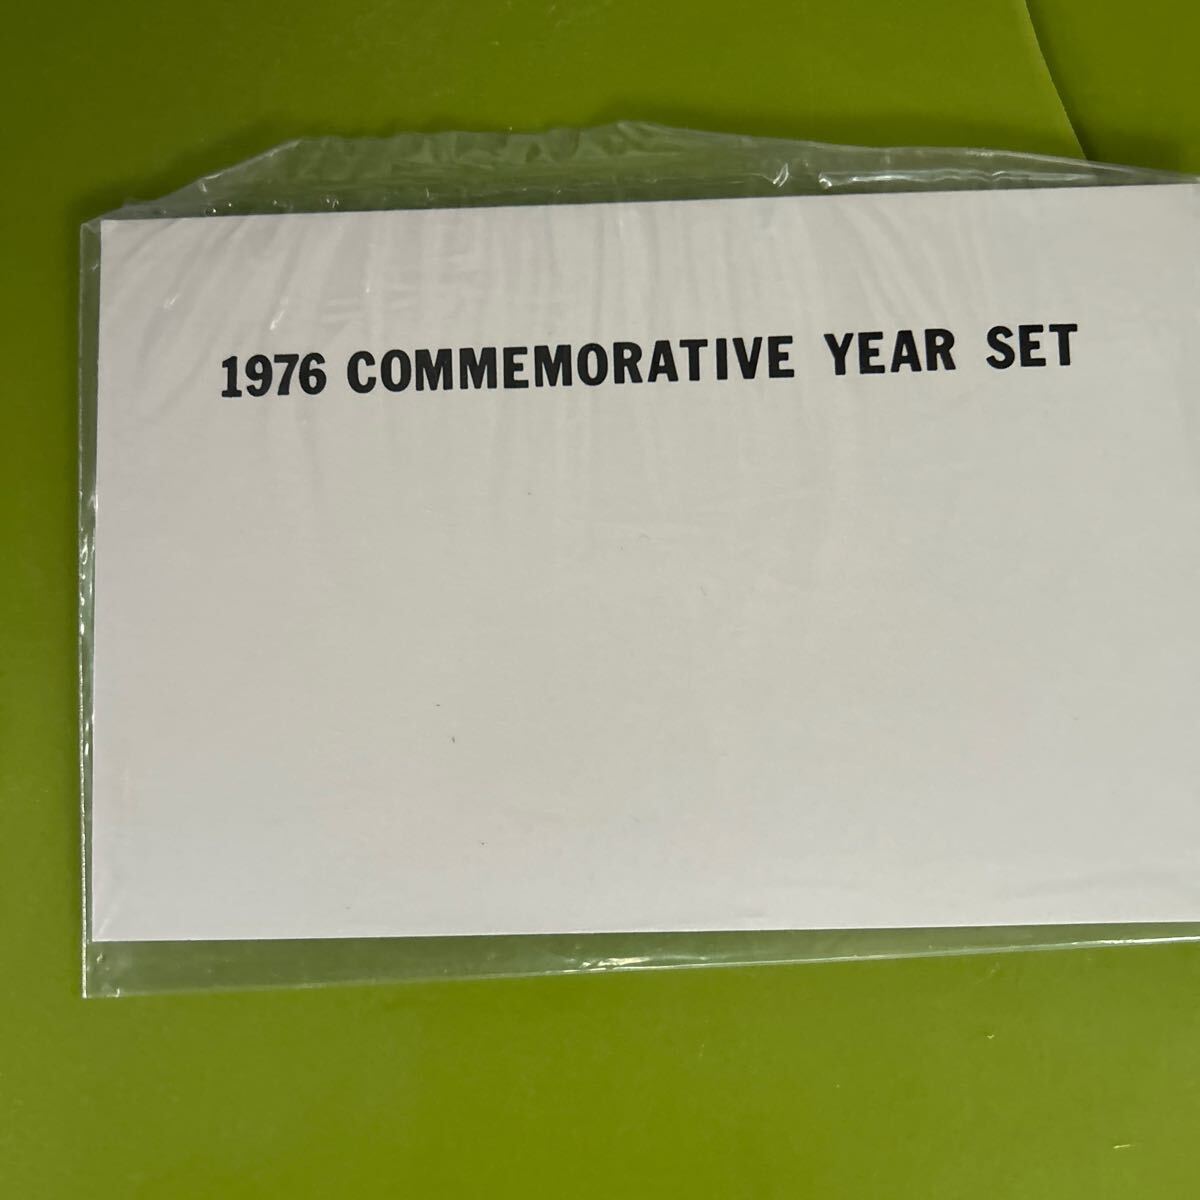 1976 COMMEMORATIVE YEAR SET